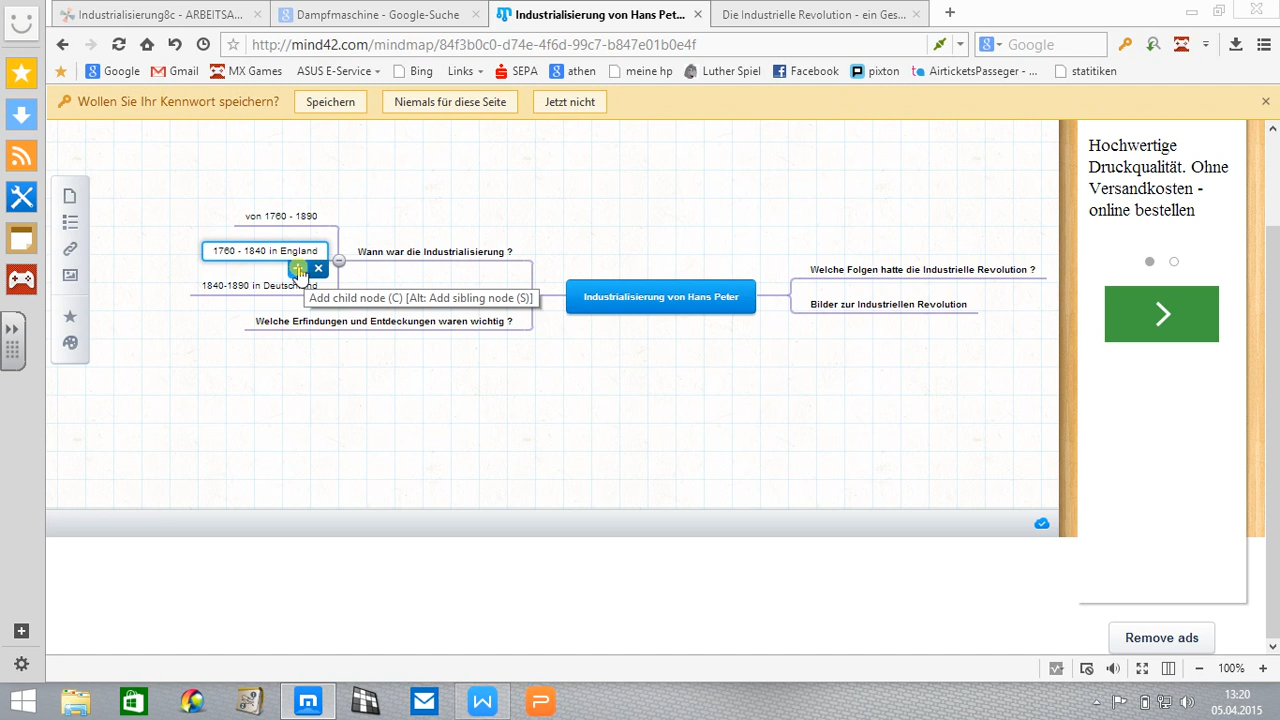 Industrialisierung8c - ARBEITSA...
Dampfmaschine - Google-Suche
Industrialisierung von Hans Peter...
Die Industrielle Revolution - ein Ges...
http://mind42.com/mindmap/84f3b0c0-d74e-4f6d-99c7-b847e01b0e4f
Google
Google
Gmail
MX Games
ASUS E-Service
Bing
Links
SEPA
athen
meine hp
Luther Spiel
Facebook
pixton
AirticketsPasseger - ...
statitiken
Wollen Sie Ihr Kennwort speichern?
Speichern
Niemals für diese Seite
Jetzt nicht
Hochwertige
Druckqualität. Ohne
Versandkosten -
online bestellen
von 1760 - 1890
1760 - 1840 in England
Wann war die Industrialisierung ?
1840-1890 in Deutschland
Add child node (C) [Alt: Add sibling node (S)]
Welche Erfindungen und Entdeckungen waren wichtig ?
Industrialisierung von Hans Peter
Welche Folgen hatte die Industrielle Revolution ?
Bilder zur Industriellen Revolution
Remove ads
100%
13:20
05.04.2015